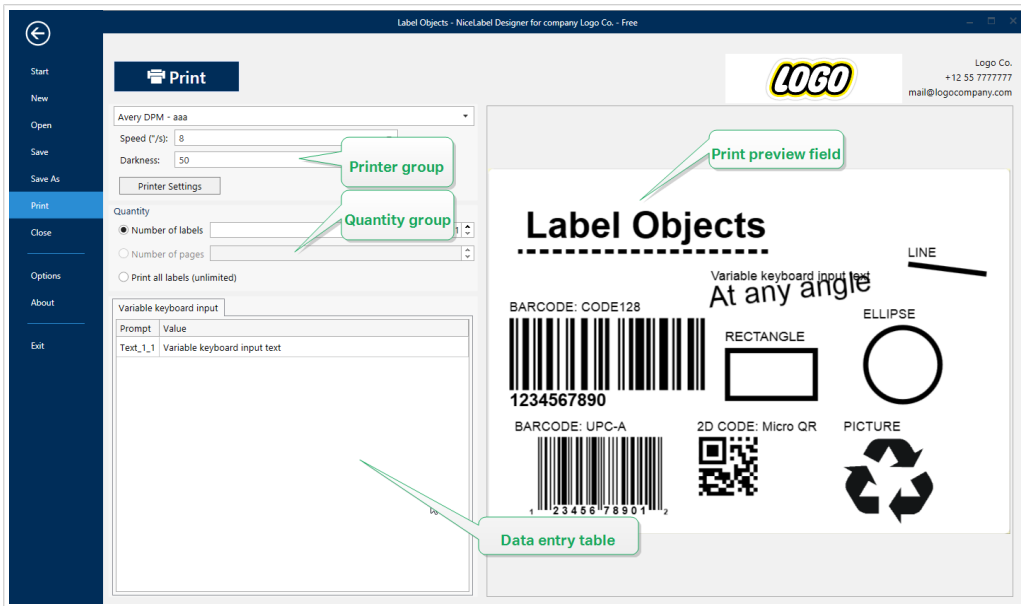 Label Objects - NiceLabel Designer for company Logo Co. - Free
Start
New
Open
Save
Save As
Print
Close
Options
About
Exit
Print
LOGO
Logo Co.
+12 55 7777777
mail@logocompany.com
Avery DPM - aaa
Speed ("/s): 8
Darkness: 50
Printer Settings
Printer group
Quantity
Number of labels 1
Number of pages
Print all labels (unlimited)
Quantity group
Variable keyboard input
Prompt Value
Text_1_1 Variable keyboard input text
Data entry table
Print preview field
Label Objects
LINE
Variable keyboard input text
At any angle
BARCODE: CODE128
1234567890
RECTANGLE
ELLIPSE
BARCODE: UPC-A
1 23456 78901 2
2D CODE: Micro QR
PICTURE